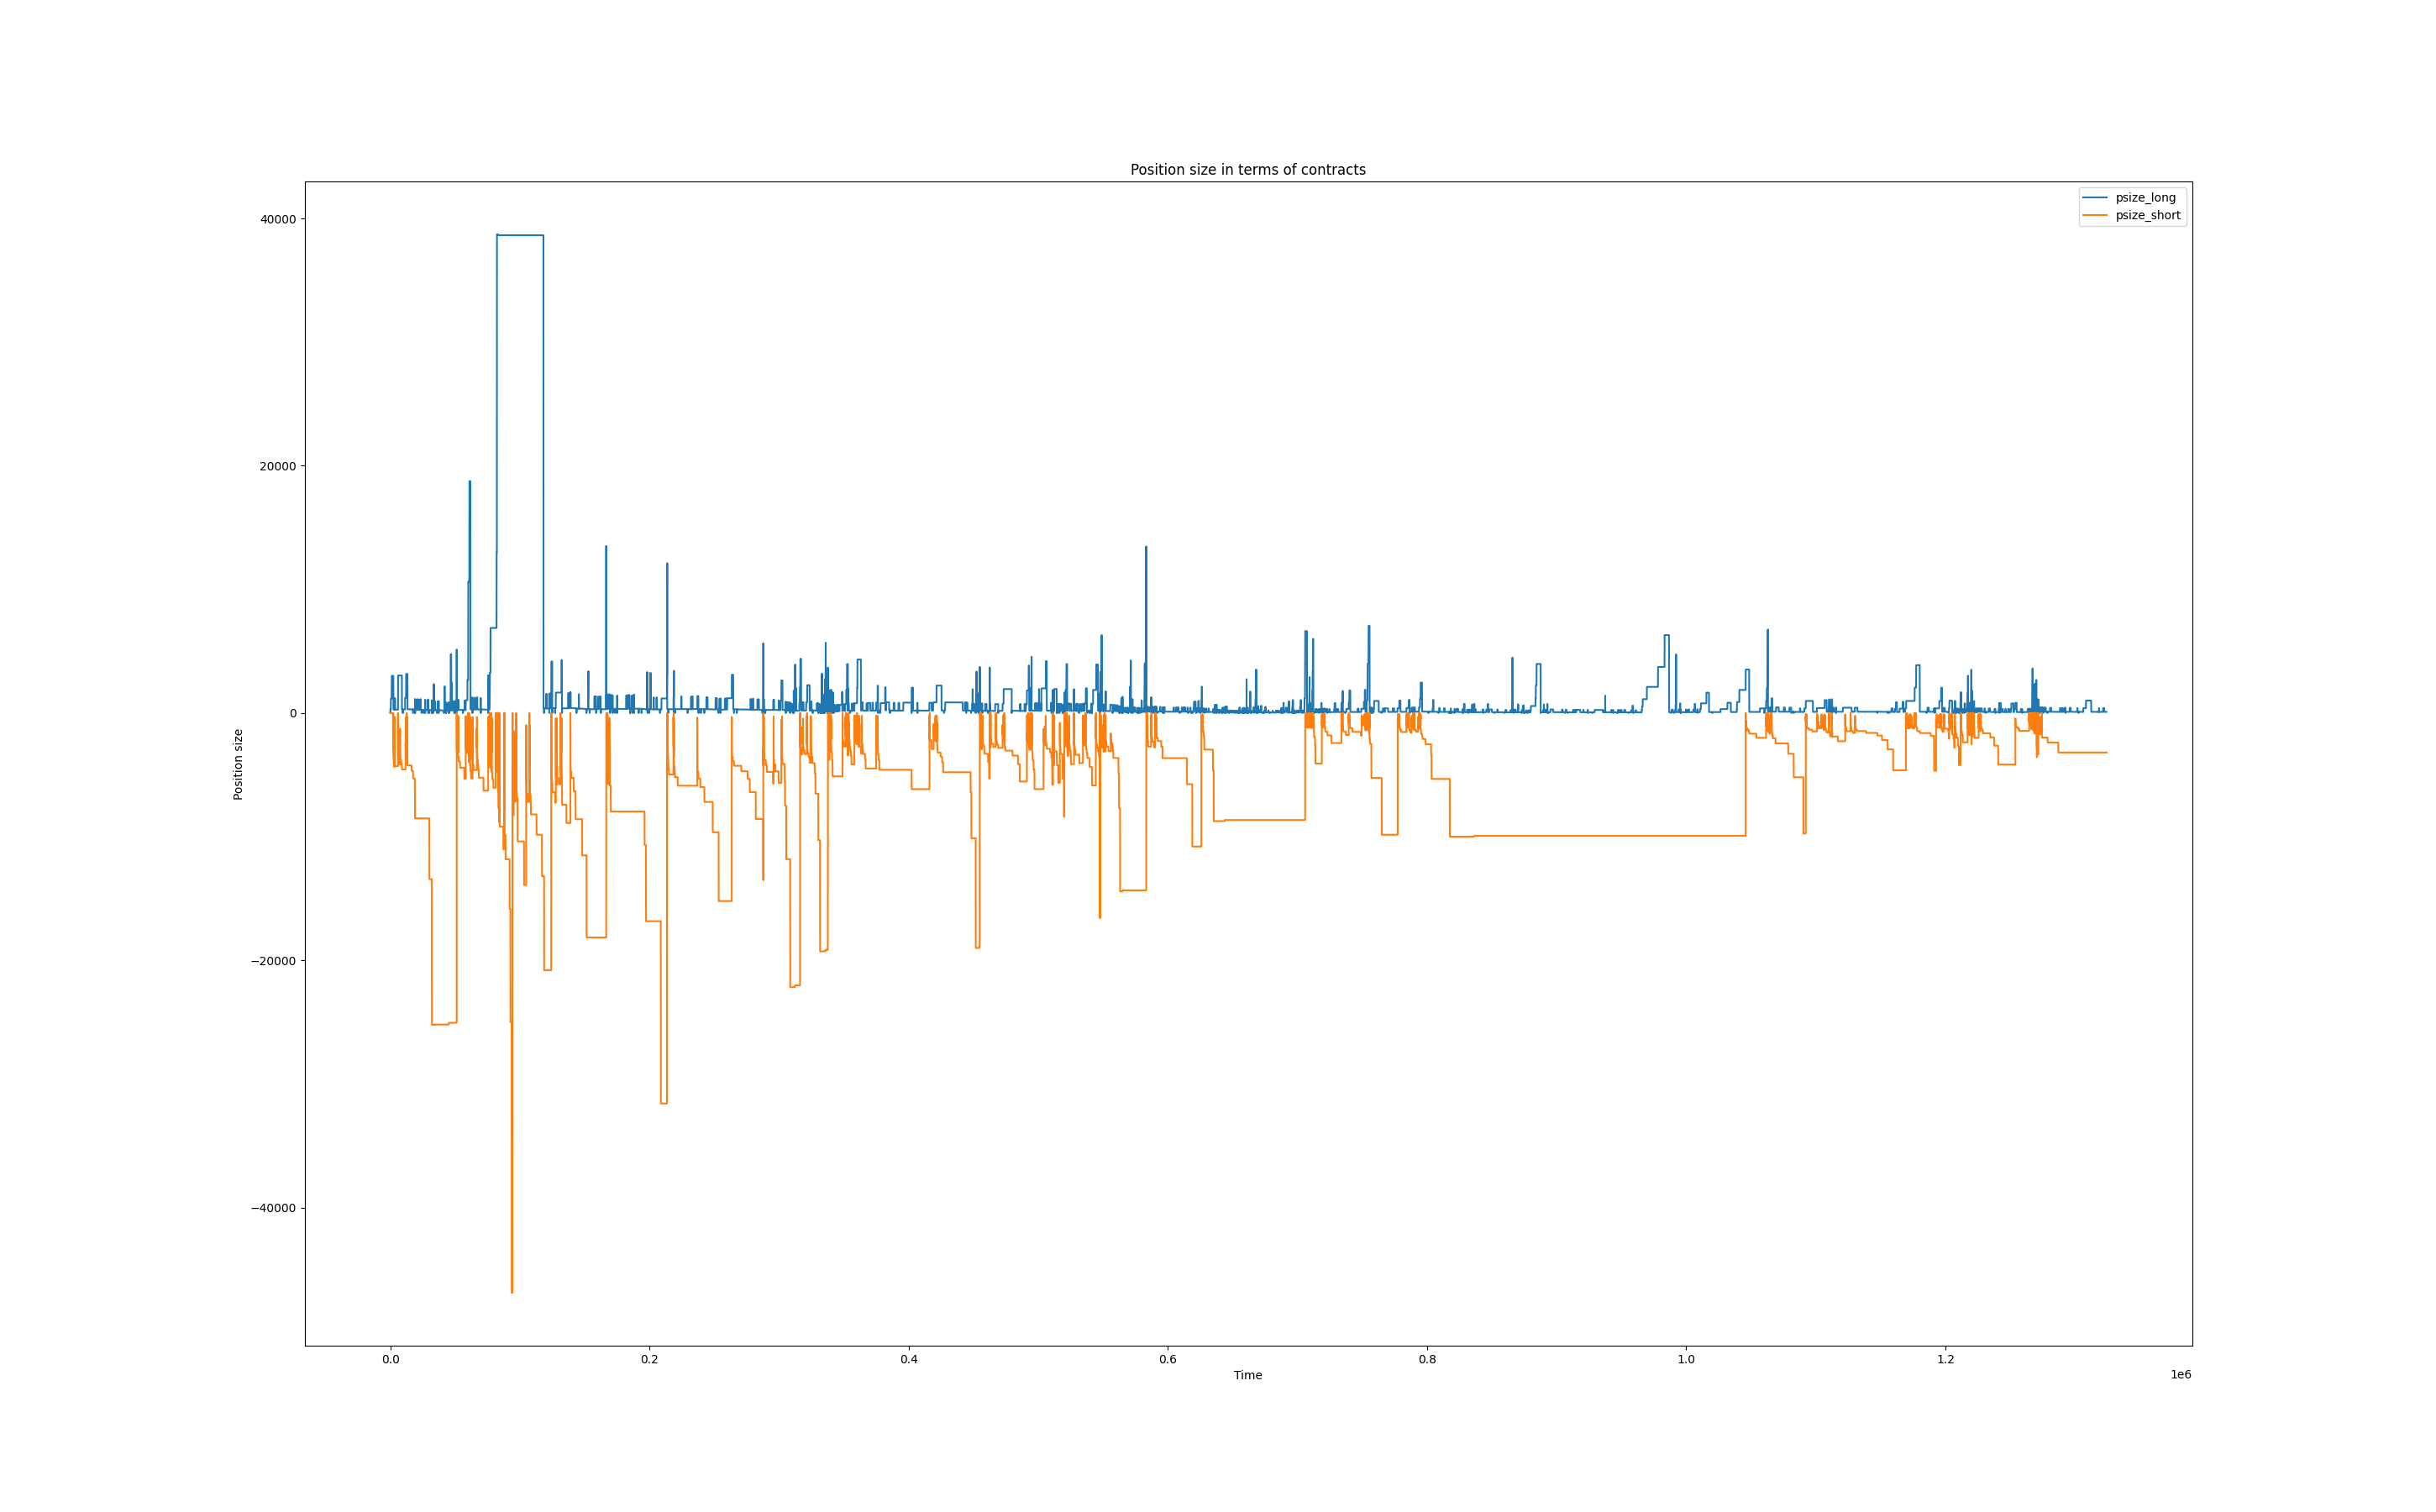 Position size in terms of contracts
psize_long
psize_short
40000
20000
0
−20000
−40000
Position size
0.0 0.2 0.4 0.6 0.8 1.0 1.2
Time
1e6